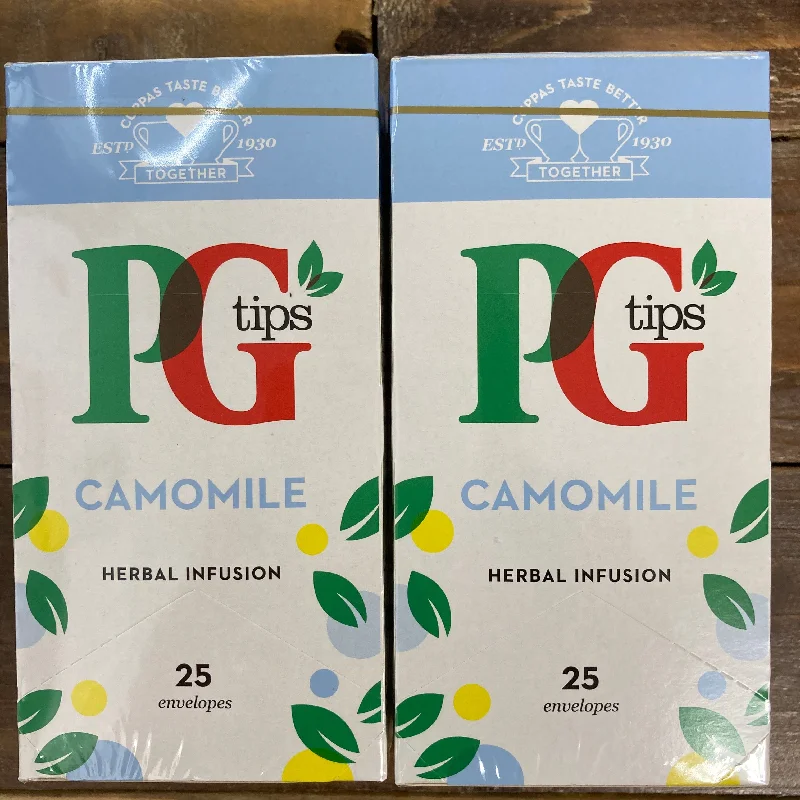 CUPPAS TASTE BETTER
ESTD 1930
TOGETHER
PG
tips
CAMOMILE
HERBAL INFUSION
25
envelopes
CUPPAS TASTE BETTER
ESTD 1930
TOGETHER
PG
tips
CAMOMILE
HERBAL INFUSION
25
envelopes